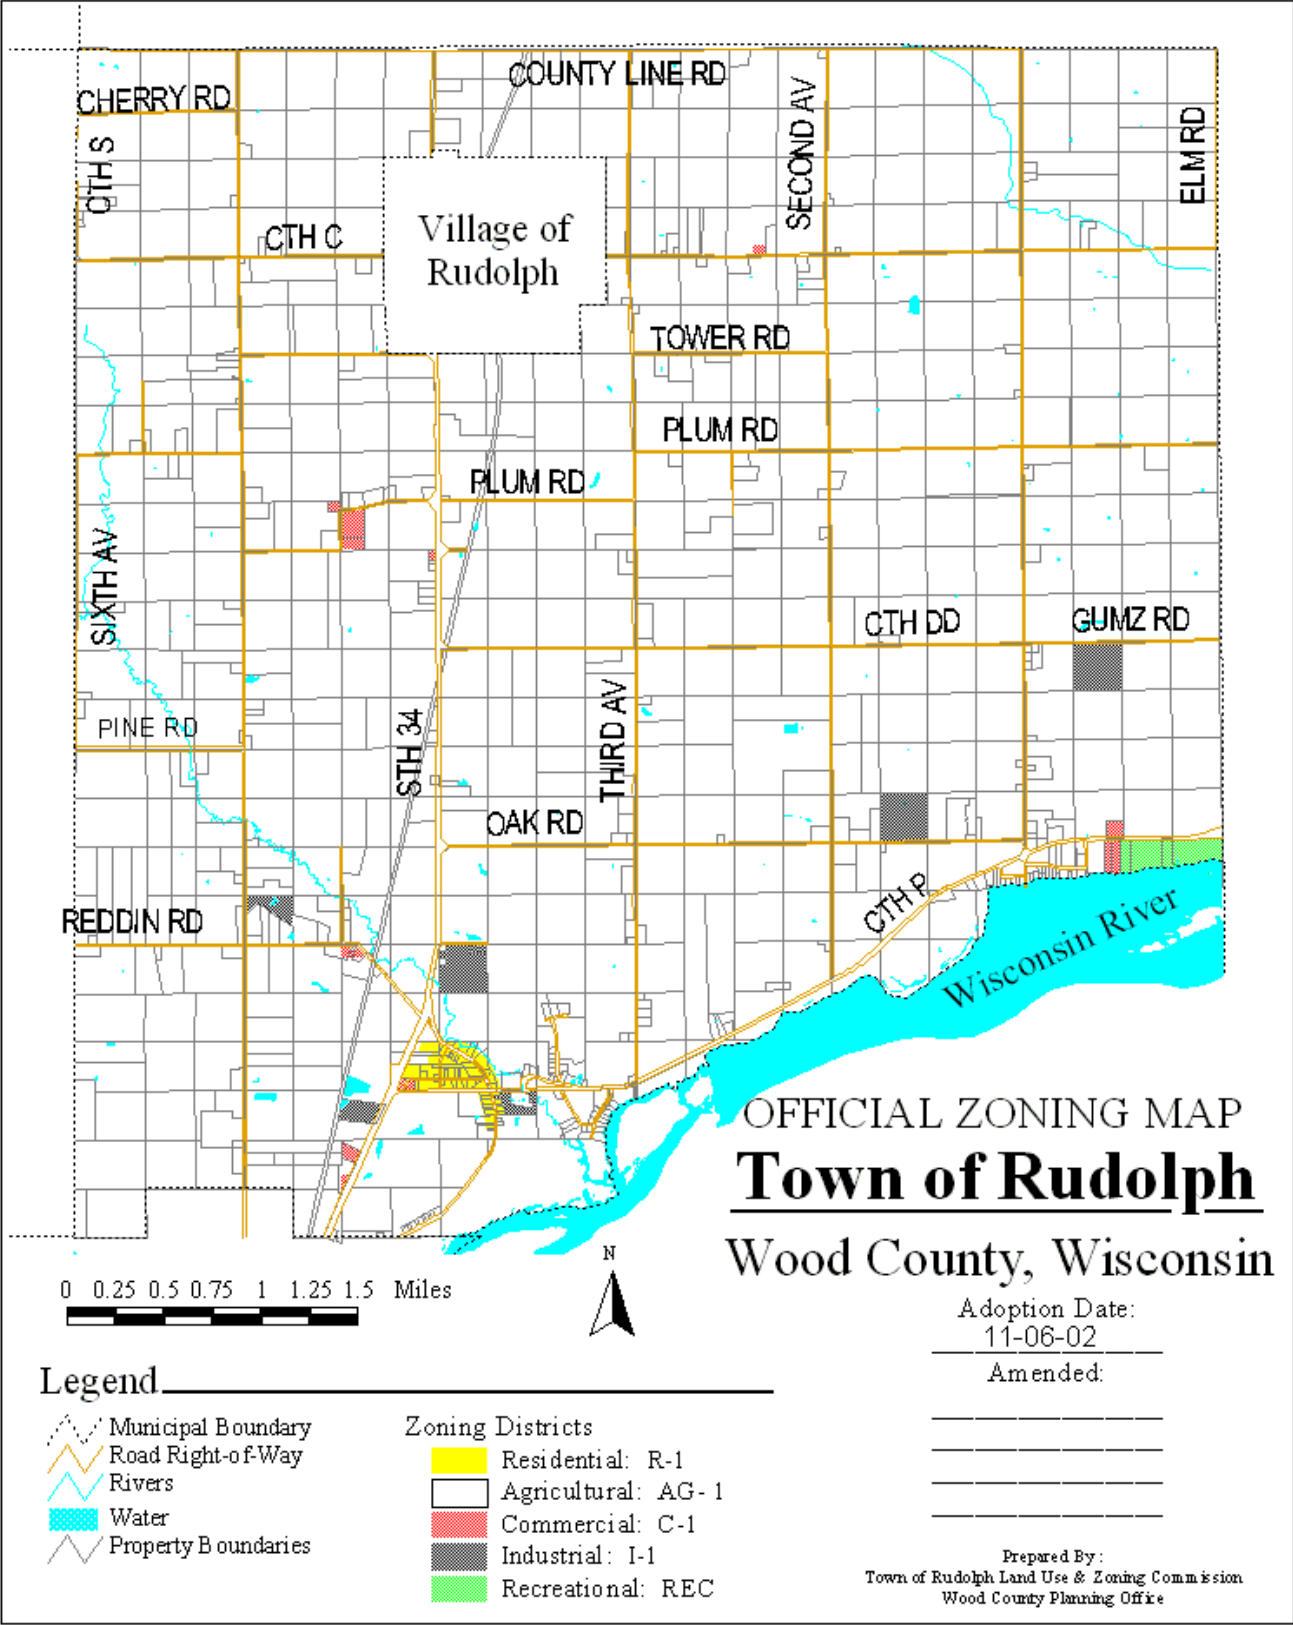 COUNTY LINE RD
CHERRY RD
CTH S
SECOND AV
ELM RD
CTH C
Village of
Rudolph
TOWER RD
PLUM RD
PLUM RD
SIXTH AV
CTH DD
GUMZ RD
PINE RD
STH 34
THIRD AV
OAK RD
REDDIN RD
CTH P
Wisconsin River
OFFICIAL ZONING MAP
Town of Rudolph
Wood County, Wisconsin
N
0 0.25 0.5 0.75 1 1.25 1.5 Miles
Adoption Date:
11-06-02
Amended:
Legend
Municipal Boundary
Road Right-of-Way
Rivers
Water
Property Boundaries
Zoning Districts
Residential: R-1
Agricultural: AG-1
Commercial: C-1
Industrial: I-1
Recreational: REC
Prepared By:
Town of Rudolph Land Use & Zoning Commission
Wood County Planning Office